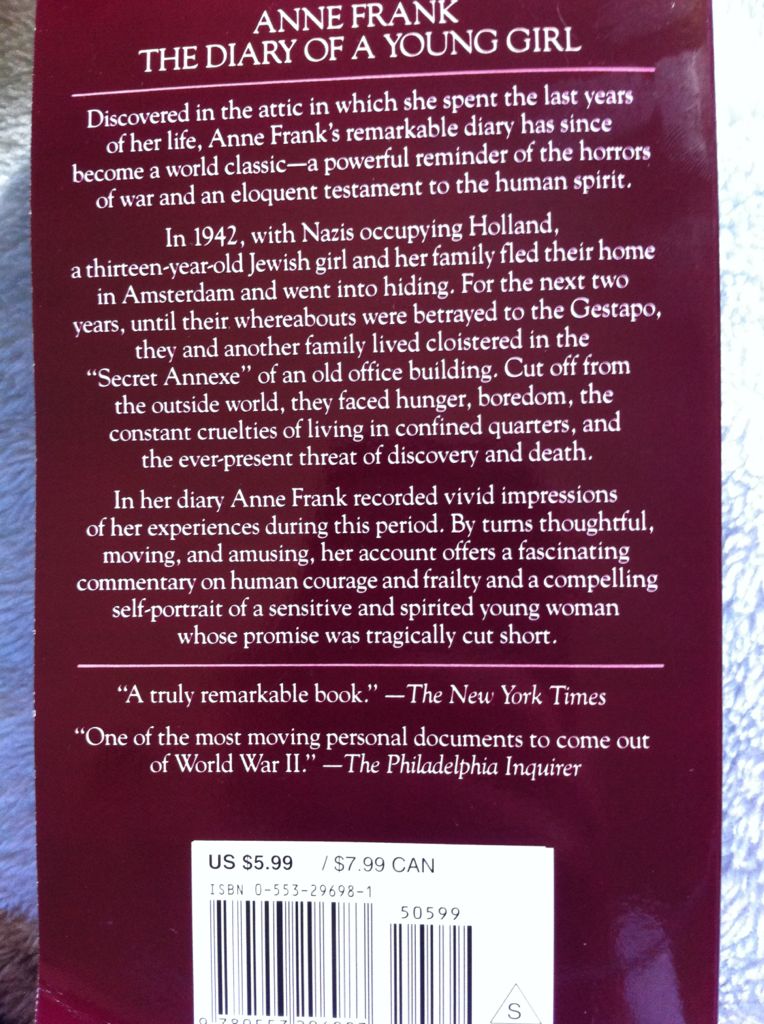 ANNE FRANK
THE DIARY OF A YOUNG GIRL
Discovered in the attic in which she spent the last years
of her life, Anne Frank's remarkable diary has since
become a world classic—a powerful reminder of the horrors
of war and an eloquent testament to the human spirit.
In 1942, with Nazis occupying Holland,
a thirteen-year-old Jewish girl and her family fled their home
in Amsterdam and went into hiding. For the next two
years, until their whereabouts were betrayed to the Gestapo,
they and another family lived cloistered in the
“Secret Annexe” of an old office building. Cut off from
the outside world, they faced hunger, boredom, the
constant cruelties of living in confined quarters, and
the ever-present threat of discovery and death.
In her diary Anne Frank recorded vivid impressions
of her experiences during this period. By turns thoughtful,
moving, and amusing, her account offers a fascinating
commentary on human courage and frailty and a compelling
self-portrait of a sensitive and spirited young woman
whose promise was tragically cut short.
“A truly remarkable book.” —The New York Times
“One of the most moving personal documents to come out
of World War II.” —The Philadelphia Inquirer
US $5.99 / $7.99 CAN
ISBN 0-553-29698-1
50599
S